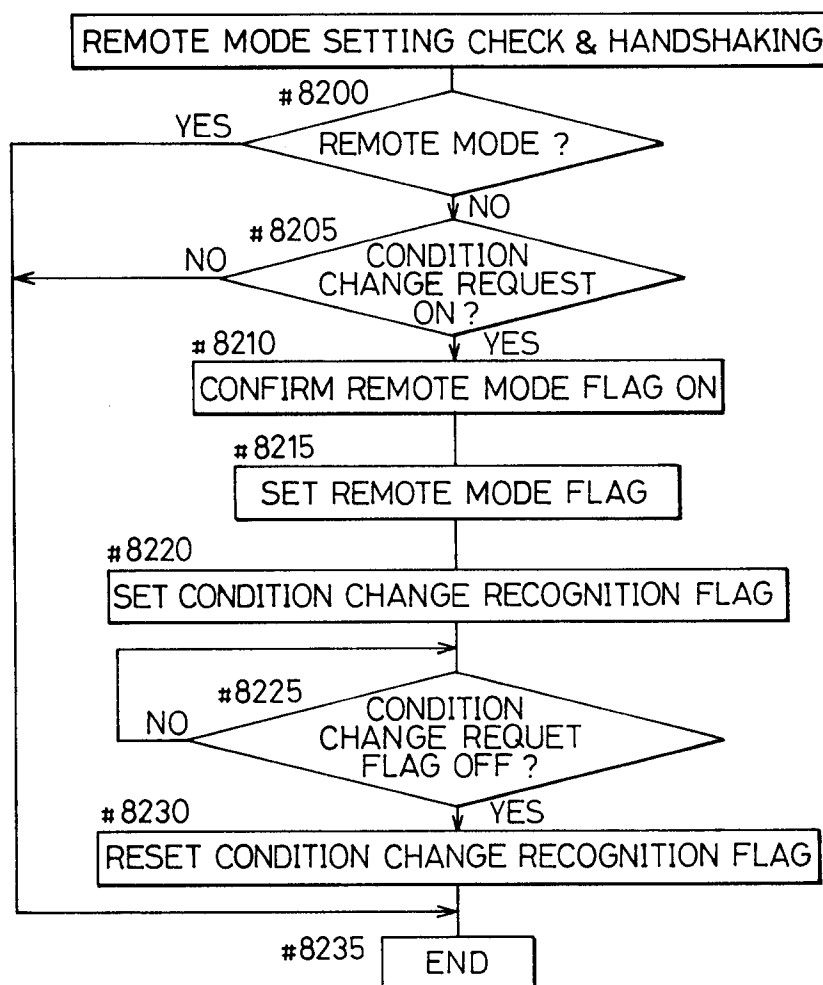 REMOTE MODE SETTING CHECK & HANDSHAKING
#8200
YES
REMOTE MODE ?
NO
#8205
NO
CONDITION
CHANGE REQUEST
ON ?
#8210
YES
CONFIRM REMOTE MODE FLAG ON
#8215
SET REMOTE MODE FLAG
#8220
SET CONDITION CHANGE RECOGNITION FLAG
#8225
NO
CONDITION
CHANGE REQUET
FLAG OFF ?
#8230
YES
RESET CONDITION CHANGE RECOGNITION FLAG
#8235
END